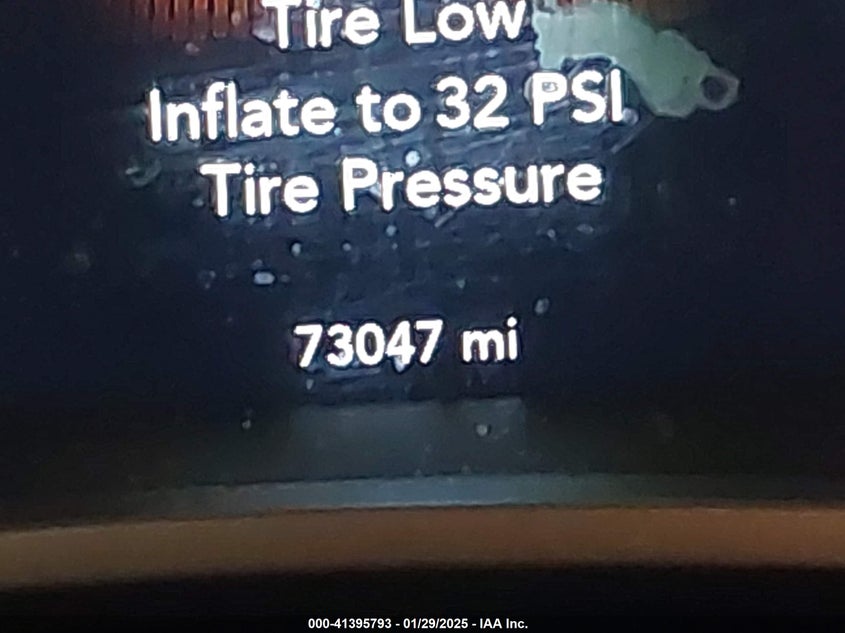 Tire Low
Inflate to 32 PSI
Tire Pressure
73047 mi
000-41395793 - 01/29/2025 - IAA Inc.